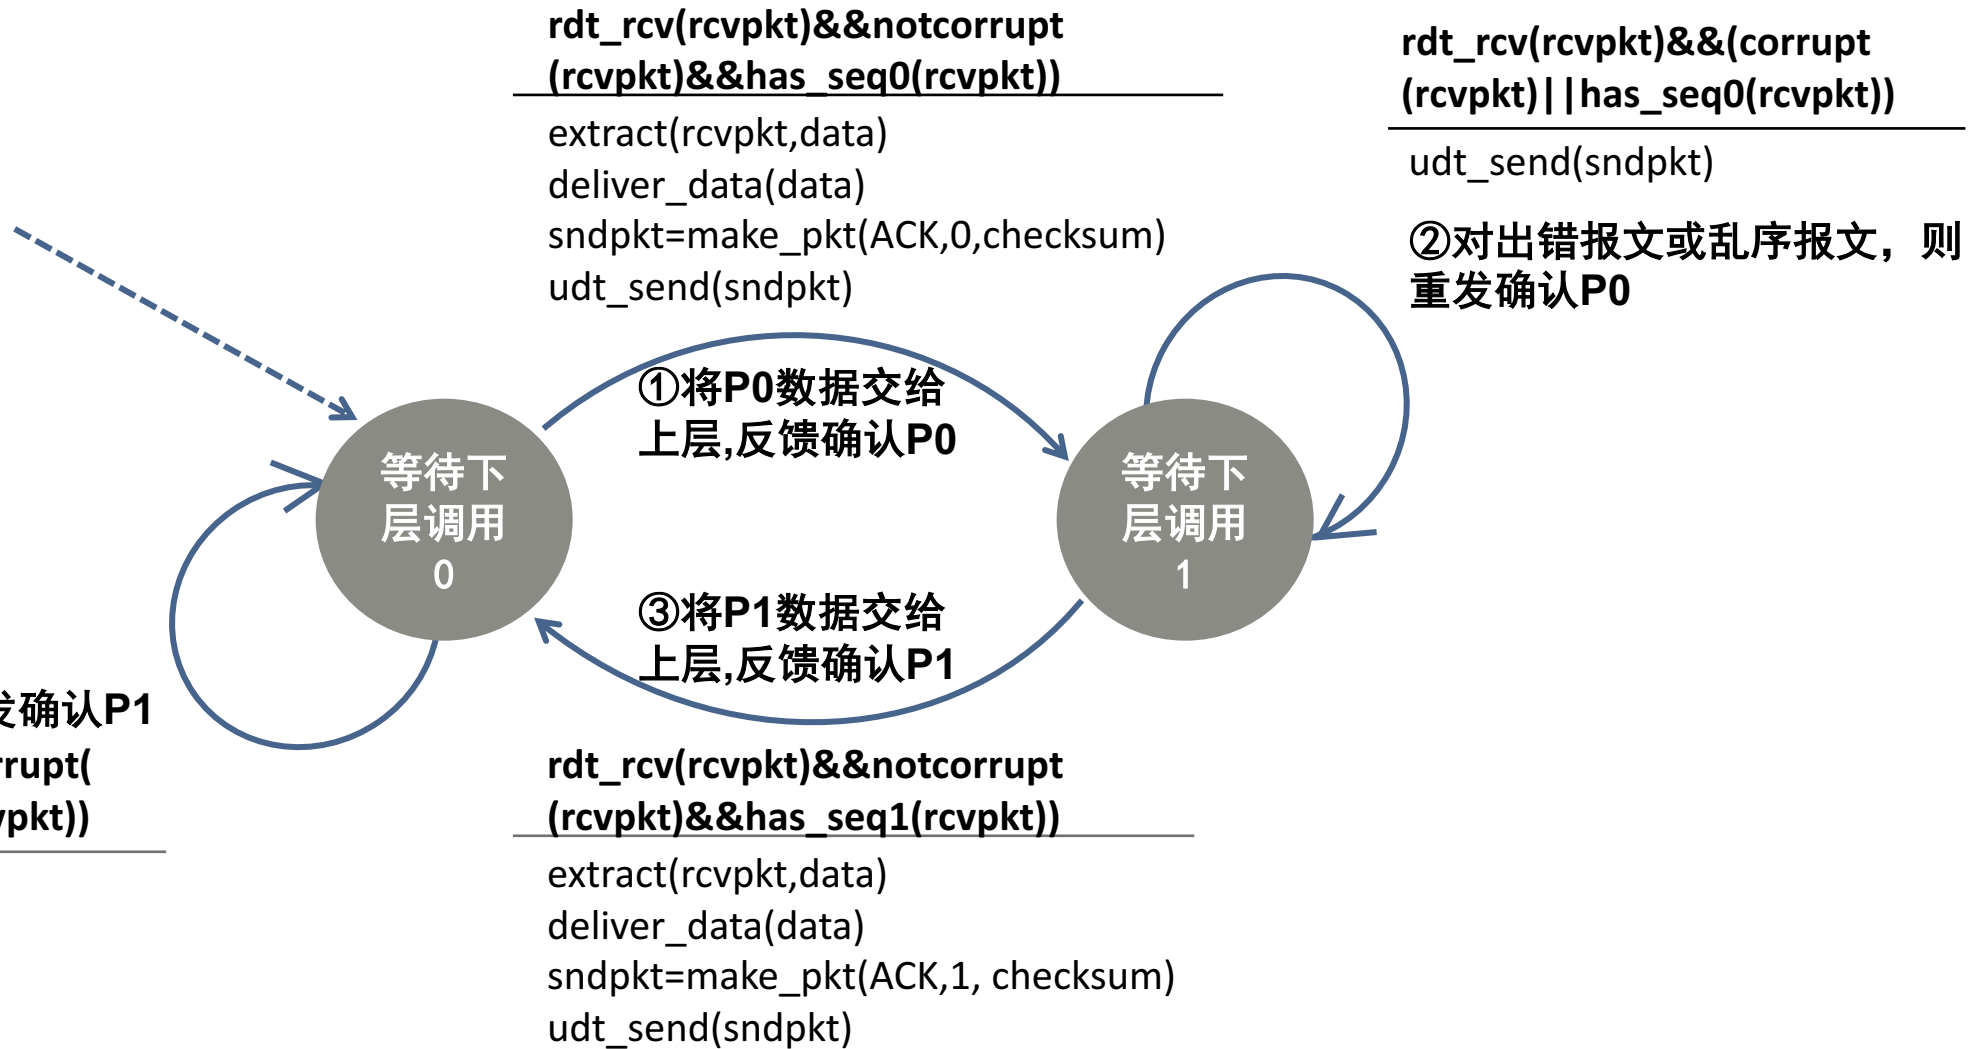 rdt_rcv(rcvpkt)&&notcorrupt
(rcvpkt)&&has_seq0(rcvpkt))
extract(rcvpkt,data)
deliver_data(data)
sndpkt=make_pkt(ACK,0,checksum)
udt_send(sndpkt)
rdt_rcv(rcvpkt)&&(corrupt
(rcvpkt)||has_seq0(rcvpkt))
udt_send(sndpkt)
②对出错报文或乱序报文，则
重发确认P0
①将P0数据交给
上层,反馈确认P0
等待下
层调用
0
等待下
层调用
1
③将P1数据交给
上层,反馈确认P1
发确认P1
rrupt(
vpkt))
rdt_rcv(rcvpkt)&&notcorrupt
(rcvpkt)&&has_seq1(rcvpkt))
extract(rcvpkt,data)
deliver_data(data)
sndpkt=make_pkt(ACK,1, checksum)
udt_send(sndpkt)